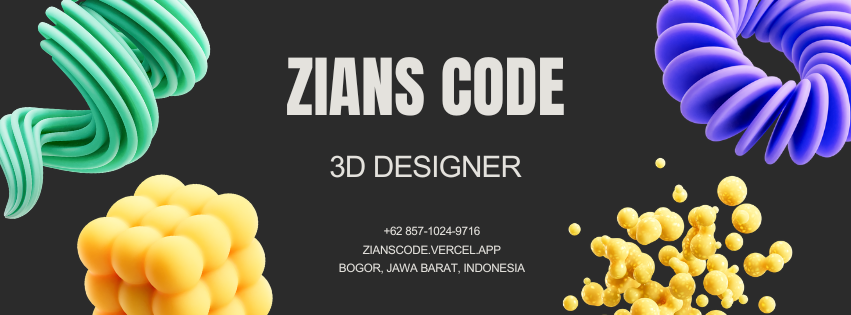 ZIANS CODE
3D DESIGNER
+62 857-1024-9716
ZIANSCODE.VERCEL.APP
BOGOR, JAWA BARAT, INDONESIA